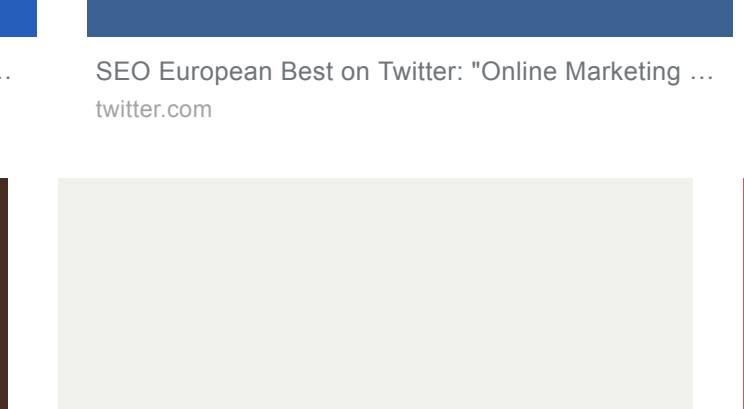 …
SEO European Best on Twitter: "Online Marketing …
twitter.com